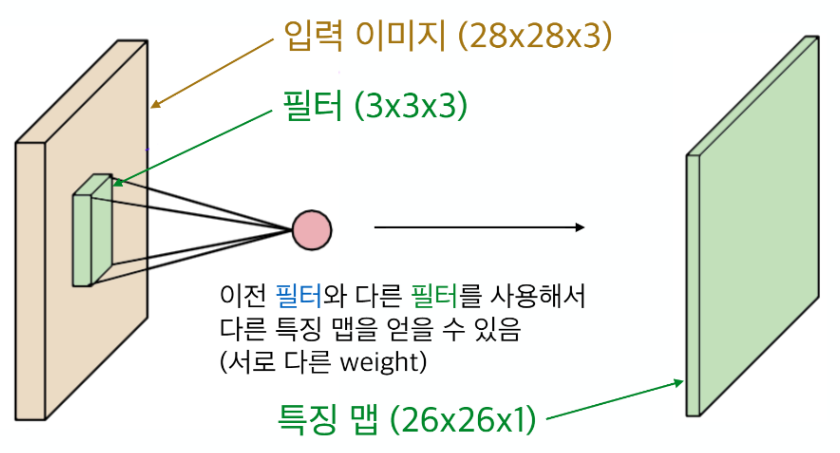 입력 이미지 (28x28x3)
필터 (3x3x3)
이전 필터와 다른 필터를 사용해서
다른 특징 맵을 얻을 수 있음
(서로 다른 weight)
특징 맵 (26x26x1)